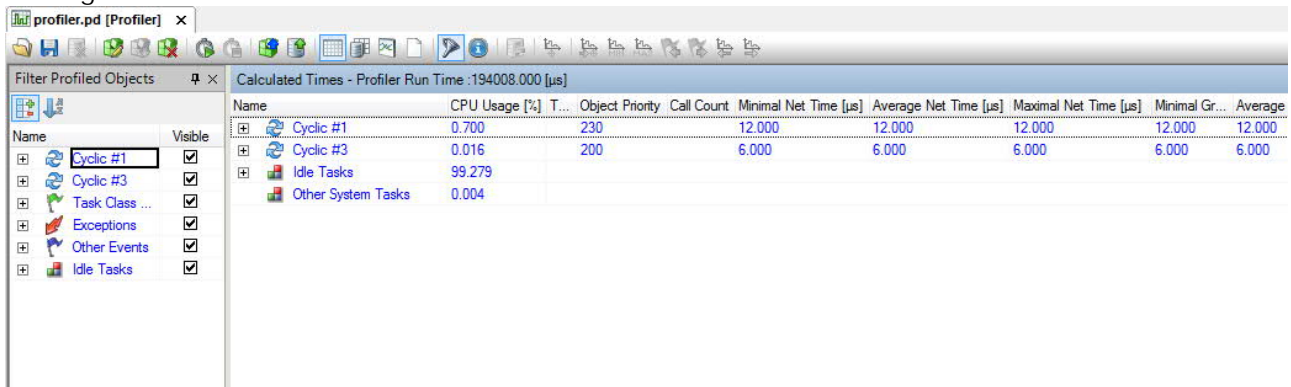 profiler.pd [Profiler] ×
Filter Profiled Objects
Name Visible
Cyclic #1
Cyclic #3
Task Class ...
Exceptions
Other Events
Idle Tasks
Calculated Times - Profiler Run Time :194008.000 [µs]
Name CPU Usage [%] T... Object Priority Call Count Minimal Net Time [µs] Average Net Time [µs] Maximal Net Time [µs] Minimal Gr... Average
Cyclic #1 0.700 230 12.000 12.000 12.000 12.000 12.000
Cyclic #3 0.016 200 6.000 6.000 6.000 6.000 6.000
Idle Tasks 99.279
Other System Tasks 0.004